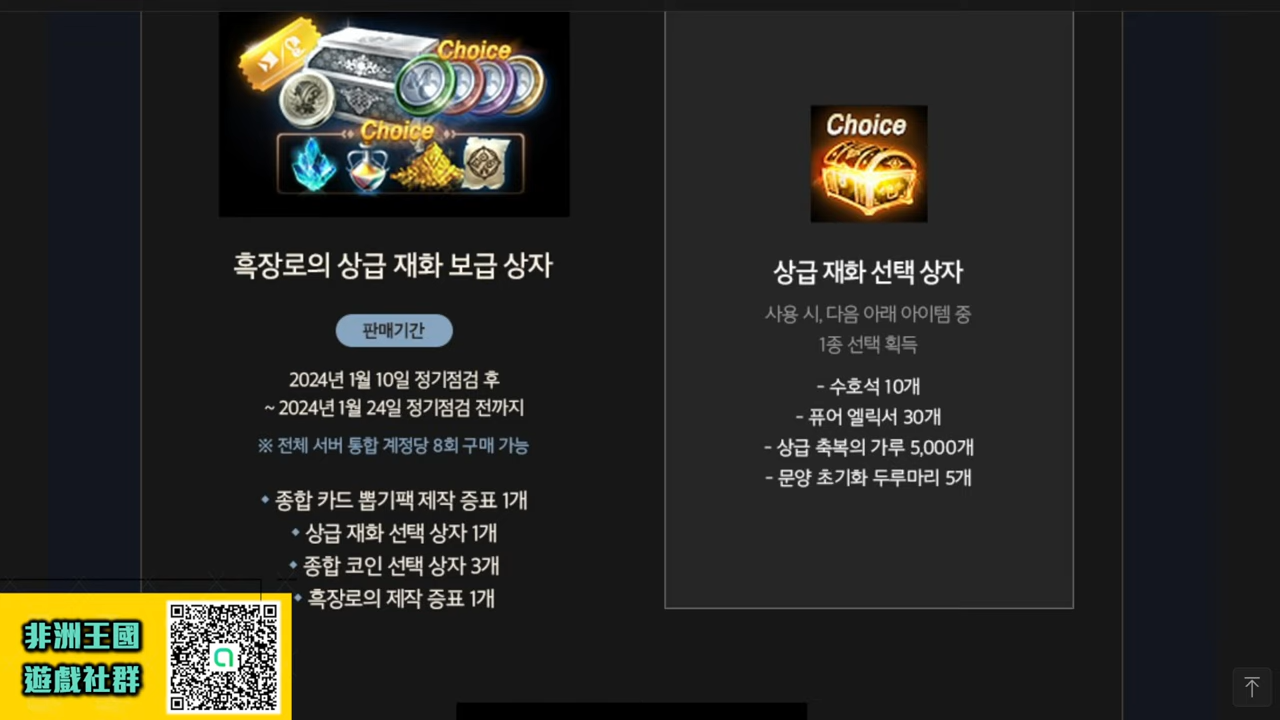 Choice
Choice
흑장로의 상급 재화 보급 상자
판매기간
2024년 1월 10일 정기점검 후
~ 2024년 1월 24일 정기점검 전까지
※ 전체 서버 통합 계정당 8회 구매 가능
종합 카드 뽑기팩 제작 증표 1개
상급 재화 선택 상자 1개
종합 코인 선택 상자 3개
흑장로의 제작 증표 1개
Choice
상급 재화 선택 상자
사용 시, 다음 아래 아이템 중
1종 선택 획득
- 수호석 10개
- 퓨어 엘릭서 30개
- 상급 축복의 가루 5,000개
- 문양 초기화 두루마리 5개
非洲王國
遊戲社群